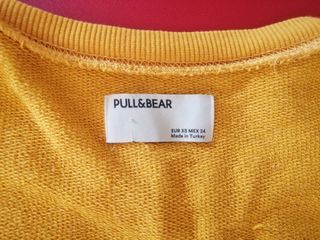 PULL&BEAR
EUR XS MEX 24
Made in Turkey